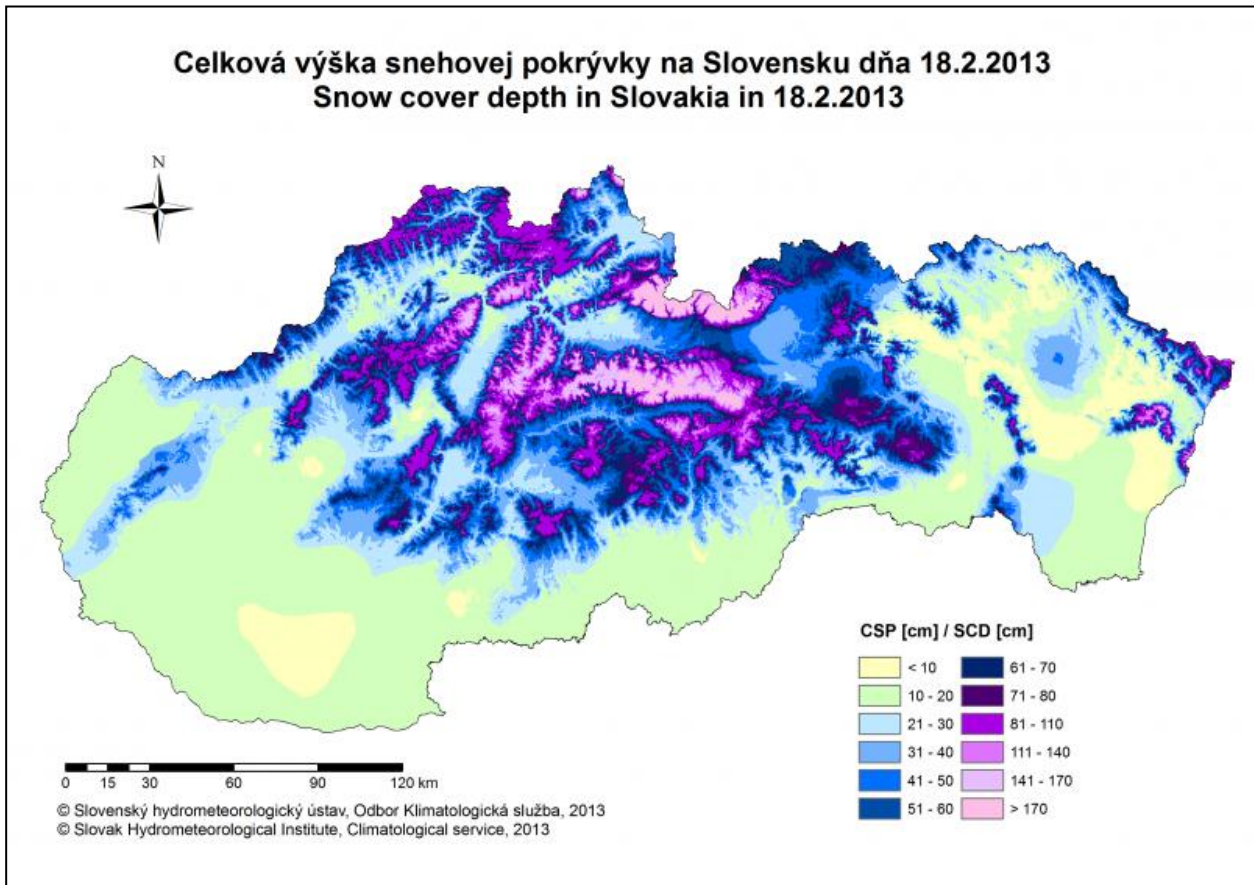 Celková výška snehovej pokrývky na Slovensku dňa 18.2.2013
Snow cover depth in Slovakia in 18.2.2013
N
CSP [cm] / SCD [cm]
< 10
10 - 20
21 - 30
31 - 40
41 - 50
51 - 60
61 - 70
71 - 80
81 - 110
111 - 140
141 - 170
> 170
0 15 30 60 90 120 km
© Slovenský hydrometeorologický ústav, Odbor Klimatologická služba, 2013
© Slovak Hydrometeorological Institute, Climatological service, 2013